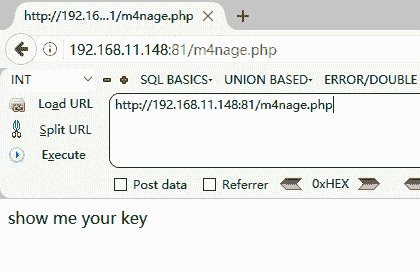 http://192.16...1/m4nage.php
192.168.11.148:81/m4nage.php
INT SQL BASICS UNION BASED ERROR/DOUBLE
Load URL http://192.168.11.148:81/m4nage.php
Split URL
Execute
Post data Referrer 0xHEX
show me your key